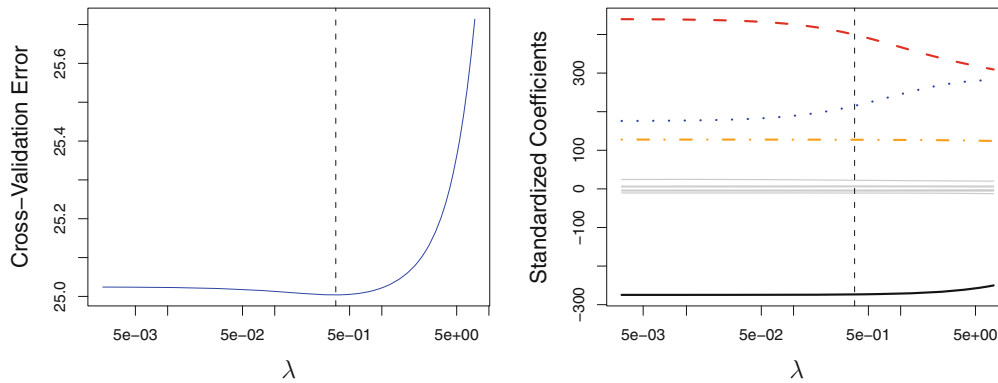 Cross−Validation Error
25.0
25.2
25.4
25.6
5e−03
5e−02
5e−01
5e+00
λ
Standardized Coefficients
−300
−100
0
100
300
5e−03
5e−02
5e−01
5e+00
λ